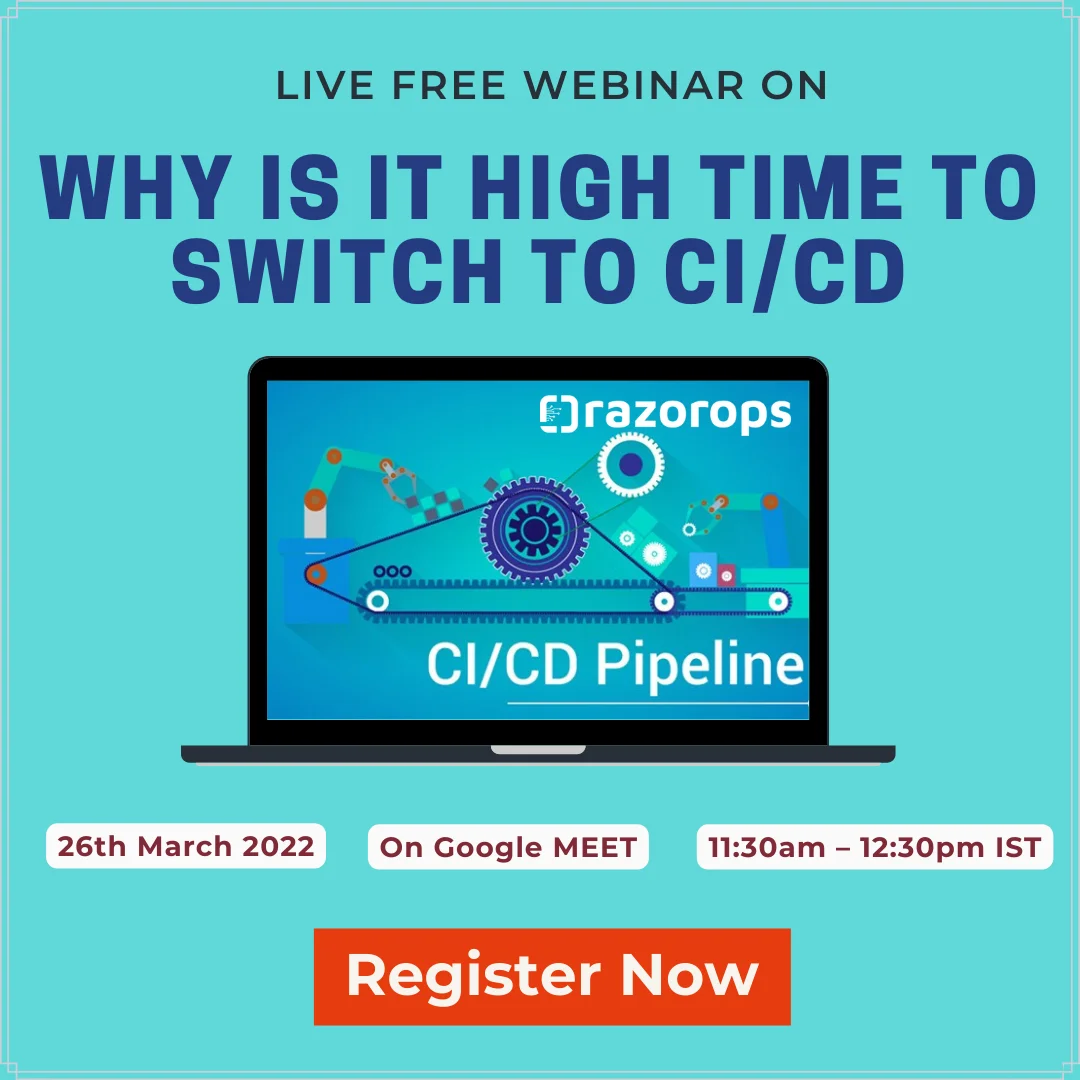 LIVE FREE WEBINAR ON
WHY IS IT HIGH TIME TO
SWITCH TO CI/CD
razorops
CI/CD Pipeline
26th March 2022
On Google MEET
11:30am – 12:30pm IST
Register Now